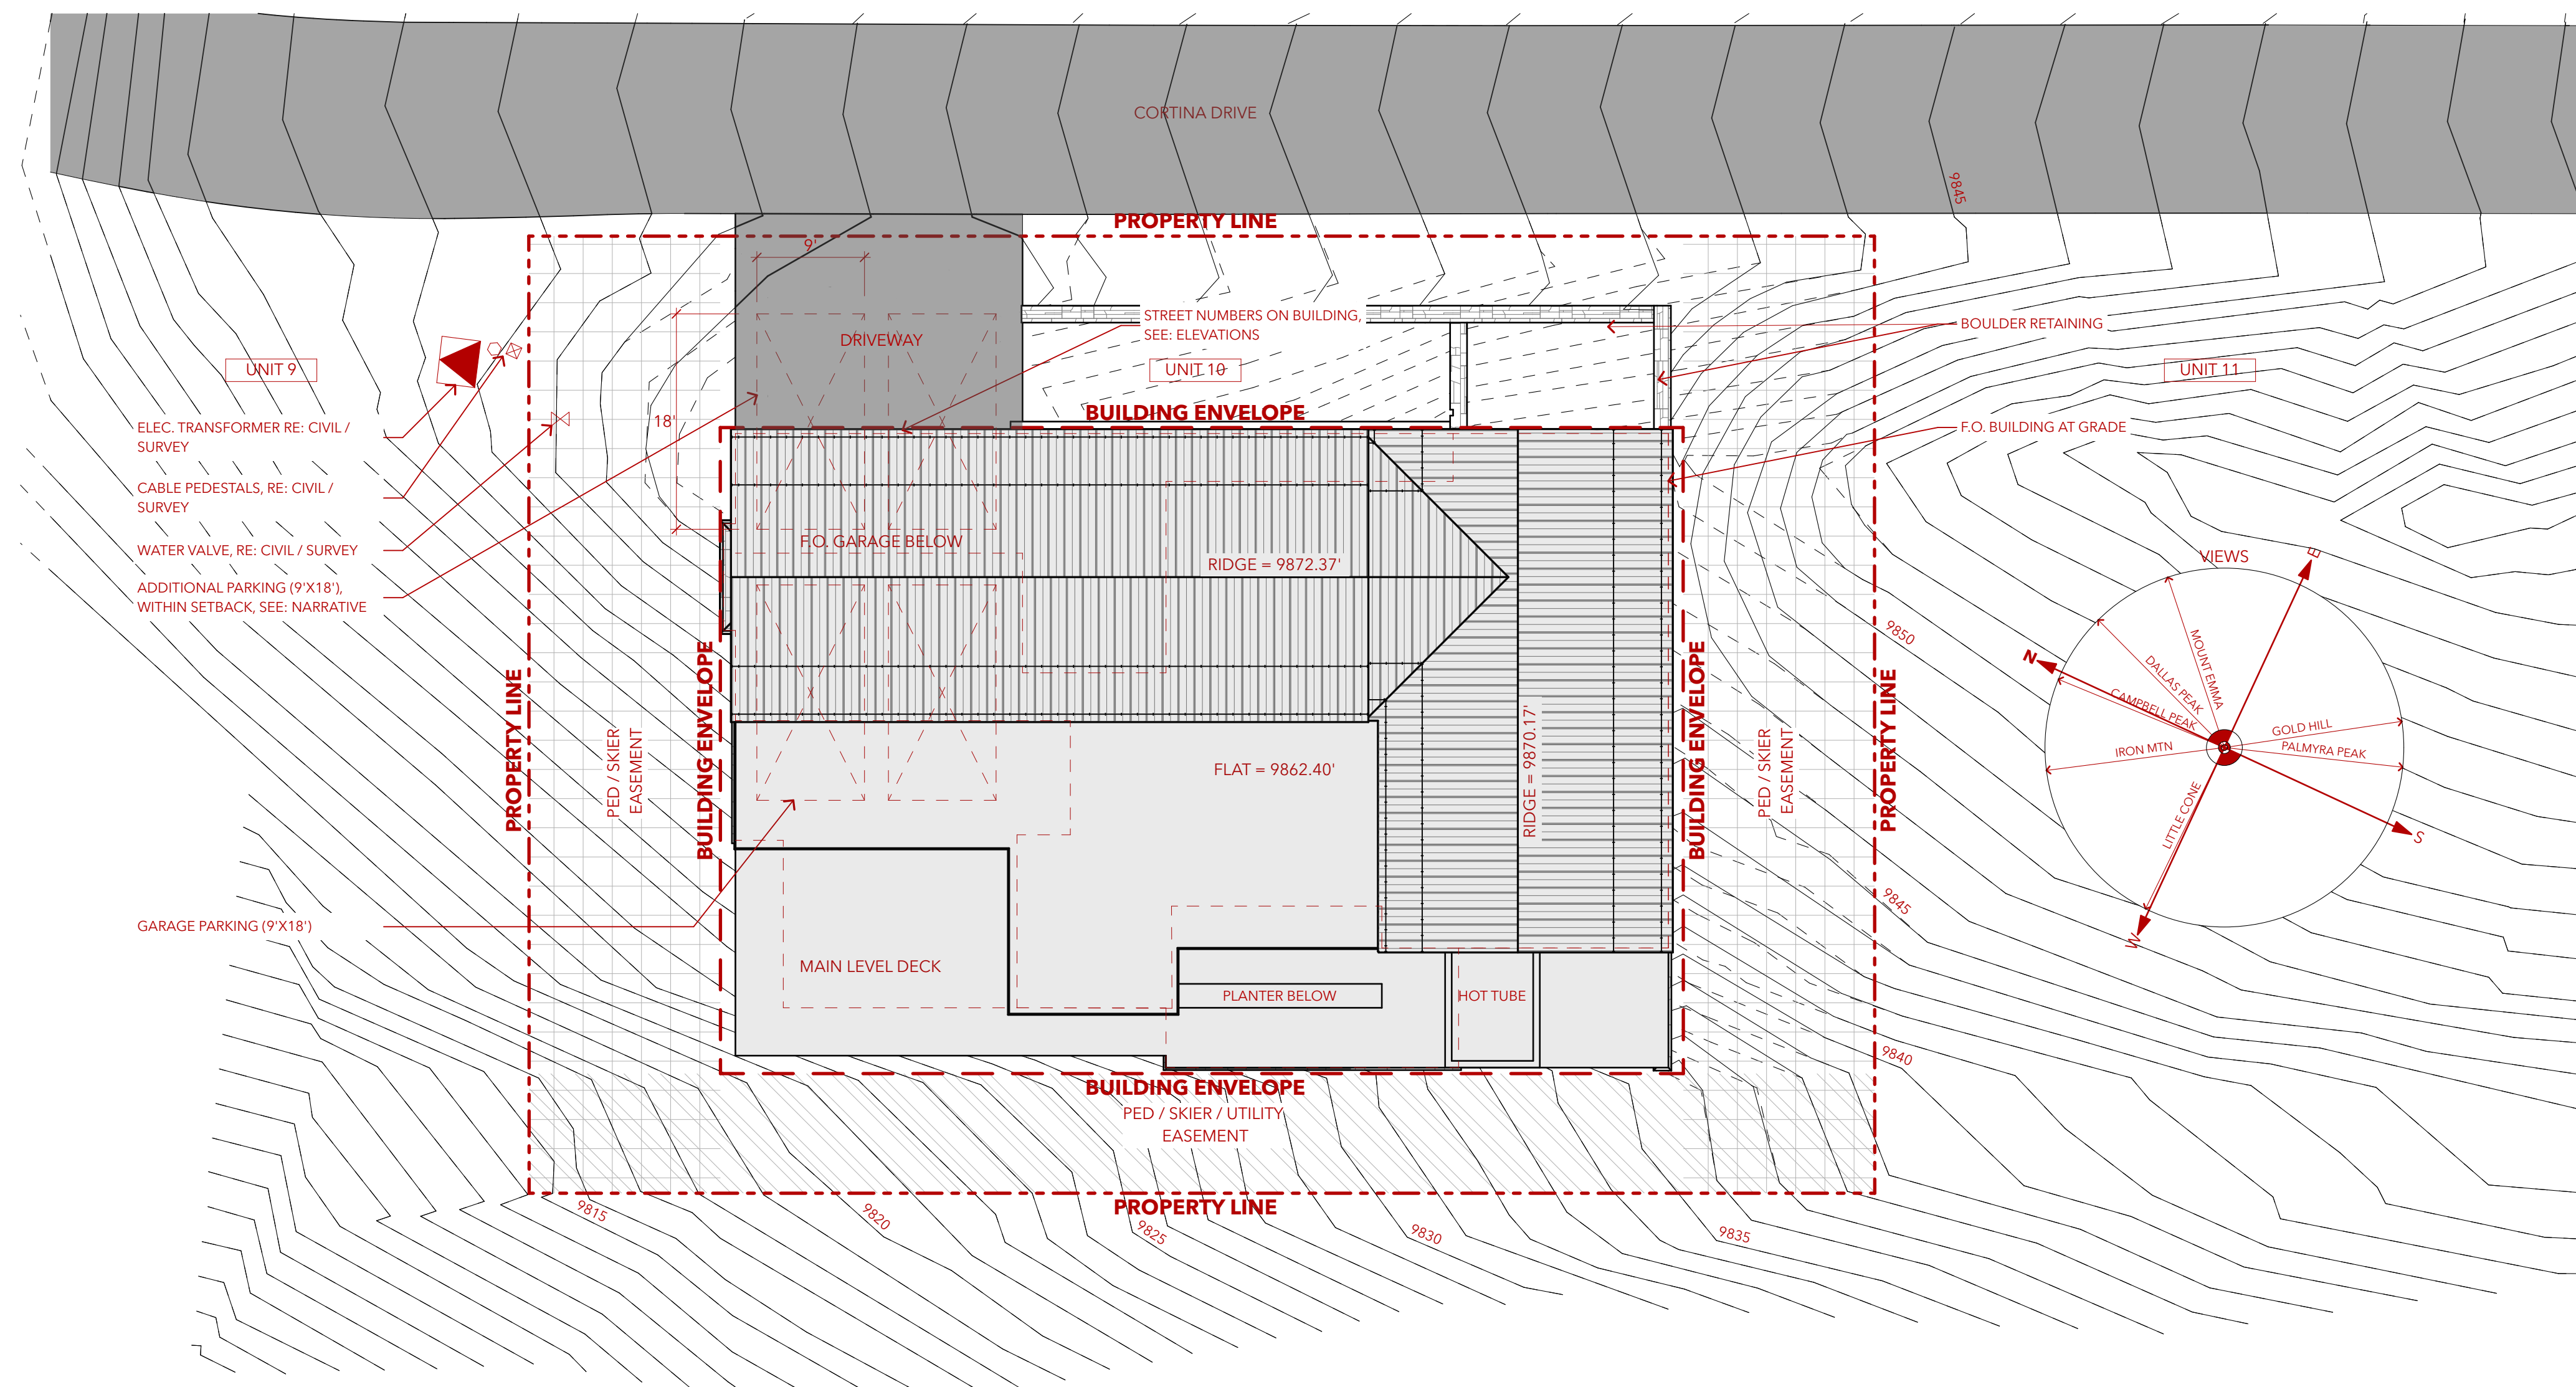 CORTINA DRIVE
9845
PROPERTY LINE
9'
STREET NUMBERS ON BUILDING,
SEE: ELEVATIONS
BOULDER RETAINING
DRIVEWAY
UNIT 9
UNIT 10
UNIT 11
18'
BUILDING ENVELOPE
ELEC. TRANSFORMER RE: CIVIL /
SURVEY
F.O. BUILDING AT GRADE
CABLE PEDESTALS, RE: CIVIL /
SURVEY
WATER VALVE, RE: CIVIL / SURVEY
F.O. GARAGE BELOW
RIDGE = 9872.37'
ADDITIONAL PARKING (9'X18'),
WITHIN SETBACK, SEE: NARRATIVE
PROPERTY LINE
PED / SKIER
EASEMENT
BUILDING ENVELOPE
FLAT = 9862.40'
RIDGE = 9870.17'
BUILDING ENVELOPE
PED / SKIER
EASEMENT
PROPERTY LINE
9850
9845
9840
VIEWS
N
E
S
W
MOUNT EMMA
DALLAS PEAK
CAMPBELL PEAK
IRON MTN
LITTLE CONE
GOLD HILL
PALMYRA PEAK
GARAGE PARKING (9'X18')
MAIN LEVEL DECK
PLANTER BELOW
HOT TUBE
BUILDING ENVELOPE
PED / SKIER / UTILITY
EASEMENT
PROPERTY LINE
9815
9820
9825
9830
9835